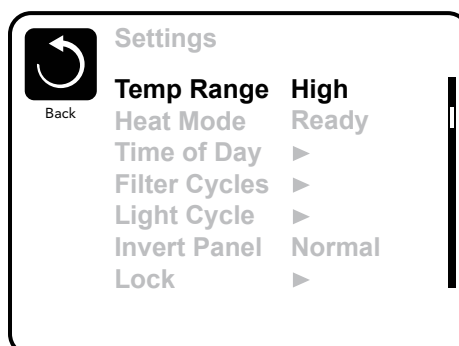 Settings
Back
Temp Range High
Heat Mode Ready
Time of Day ►
Filter Cycles ►
Light Cycle ►
Invert Panel Normal
Lock ►